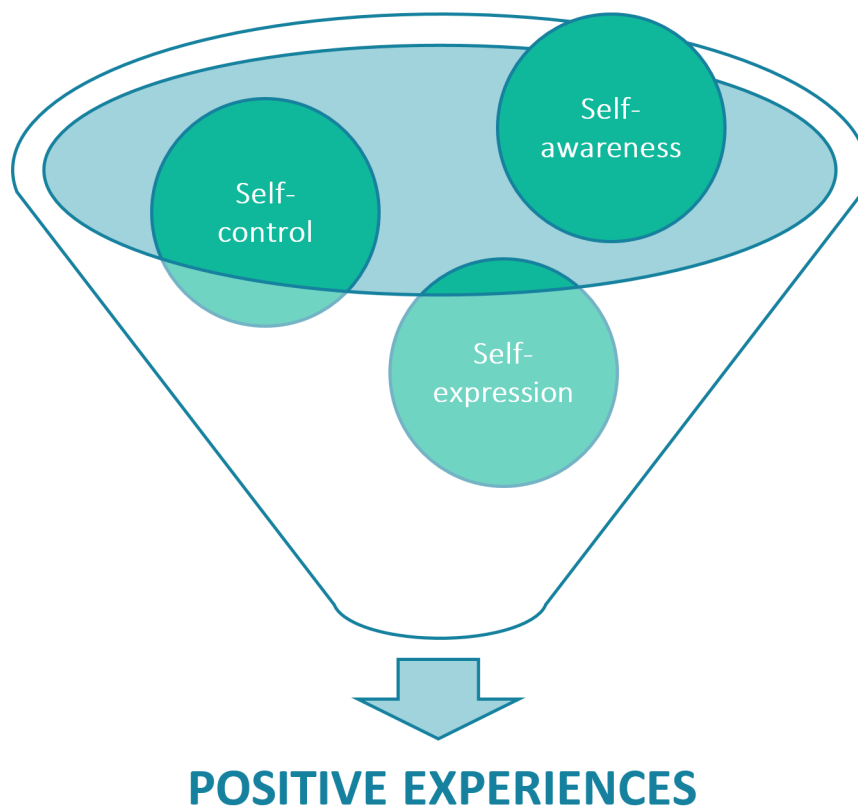 Self-
awareness
Self-
control
Self-
expression
POSITIVE EXPERIENCES